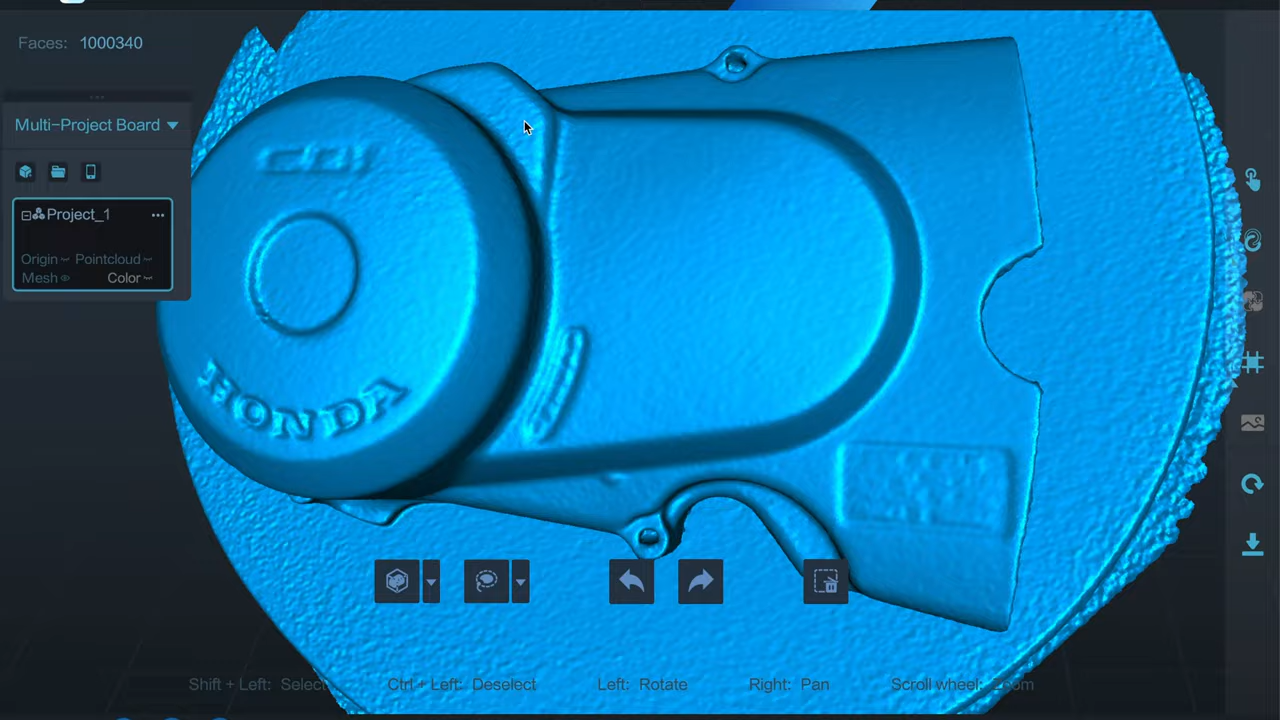 Faces: 1000340
Multi-Project Board
Project_1
Origin Pointcloud
Mesh Color
CDI
HONDA
Shift + Left: Select
Ctrl + Left: Deselect
Left: Rotate
Right: Pan
Scroll wheel: Zoom